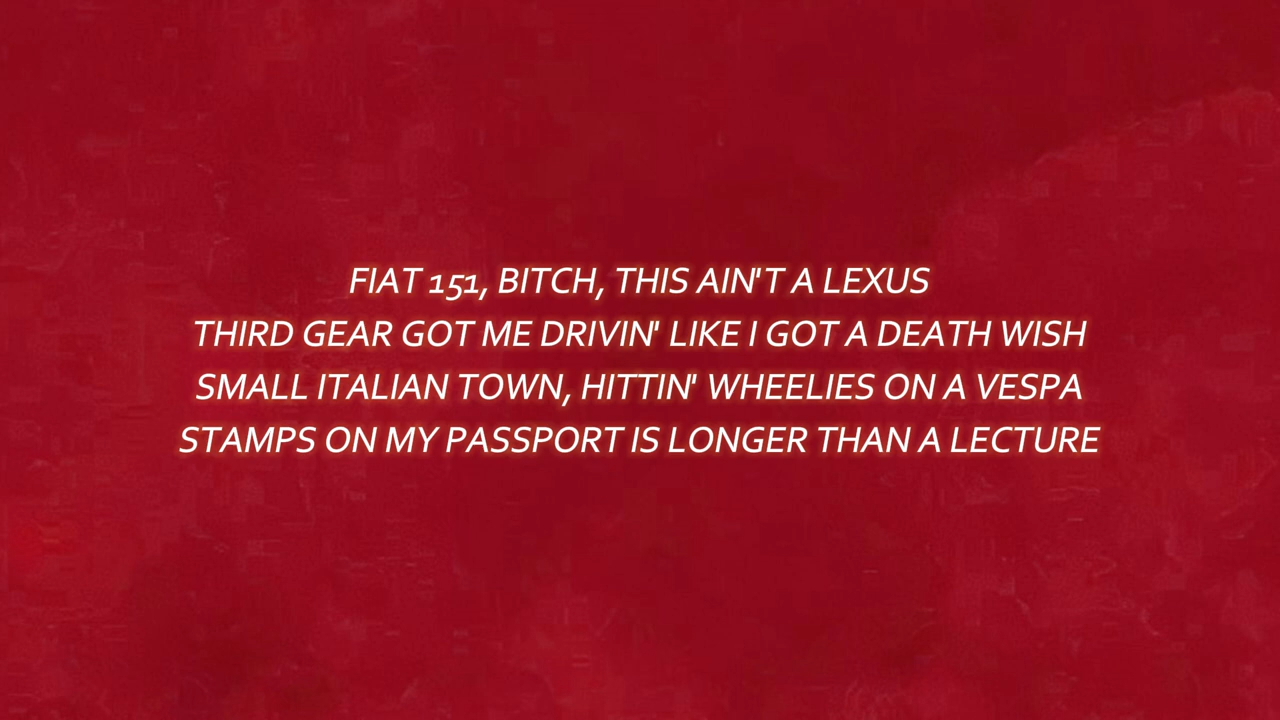 FIAT 151, BITCH, THIS AIN'T A LEXUS
THIRD GEAR GOT ME DRIVIN' LIKE I GOT A DEATH WISH
SMALL ITALIAN TOWN, HITTIN' WHEELIES ON A VESPA
STAMPS ON MY PASSPORT IS LONGER THAN A LECTURE